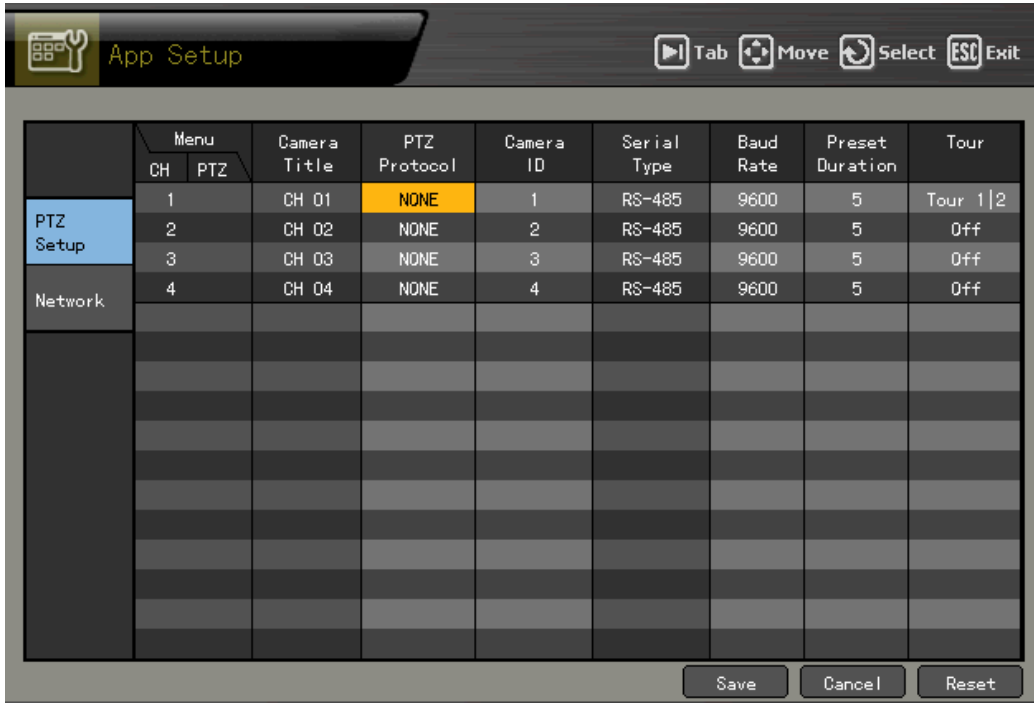 App Setup
Tab Move Select ESC Exit
Menu
CH PTZ
Camera Title
PTZ Protocol
Camera ID
Serial Type
Baud Rate
Preset Duration
Tour
PTZ Setup
Network
1 CH 01 NONE 1 RS-485 9600 5 Tour 1|2
2 CH 02 NONE 2 RS-485 9600 5 Off
3 CH 03 NONE 3 RS-485 9600 5 Off
4 CH 04 NONE 4 RS-485 9600 5 Off
Save Cancel Reset